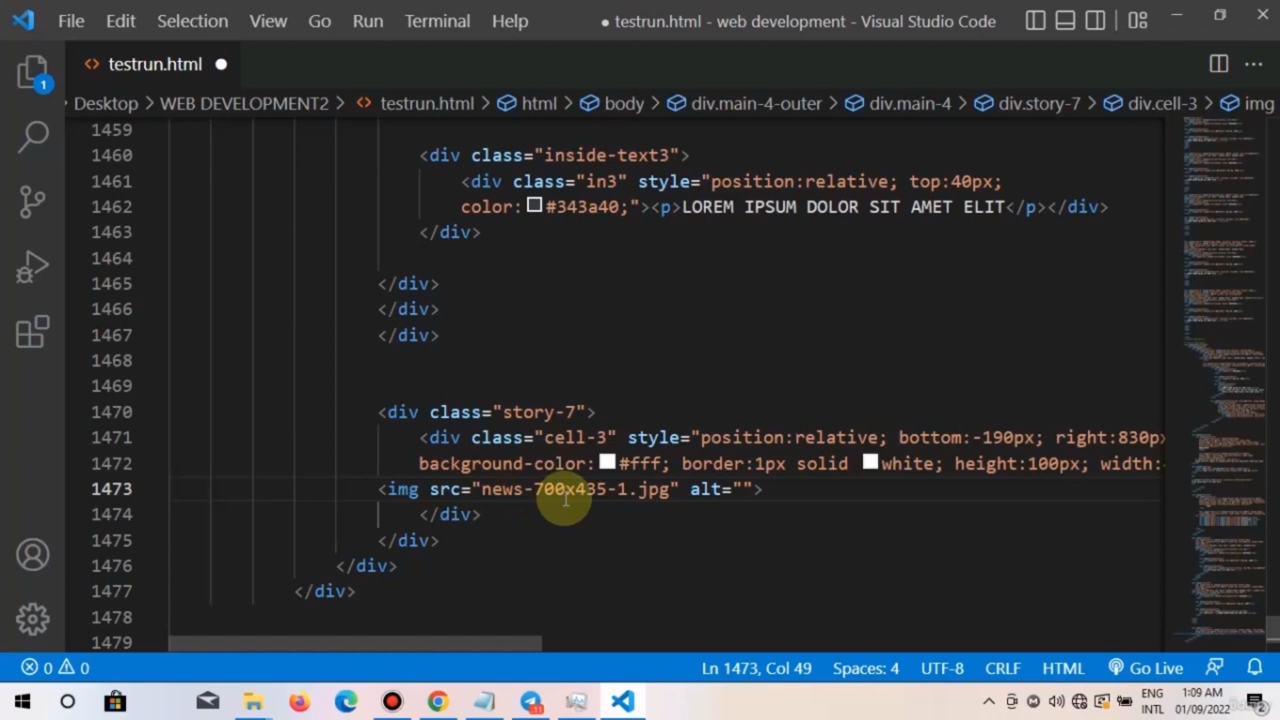 File Edit Selection View Go Run Terminal Help ● testrun.html - web development - Visual Studio Code
1 <> testrun.html ●
Desktop > WEB DEVELOPMENT2 > <> testrun.html > html > body > div.main-4-outer > div.main-4 > div.story-7 > div.cell-3 > img
1459
1460 <div class="inside-text3">
1461 <div class="in3" style="position:relative; top:40px;
1462 color:#343a40;"><p>LOREM IPSUM DOLOR SIT AMET ELIT</p></div>
1463 </div>
1464
1465 </div>
1466 </div>
1467 </div>
1468
1469
1470 <div class="story-7">
1471 <div class="cell-3" style="position:relative; bottom:-190px; right:830px
1472 background-color:#fff; border:1px solid white; height:100px; width:
1473 <img src="news-700x435-1.jpg" alt="">
1474 </div>
1475 </div>
1476 </div>
1477 </div>
1478
1479
0 0 Ln 1473, Col 49 Spaces: 4 UTF-8 CRLF HTML Go Live
ENG 1:09 AM
INTL 01/09/2022